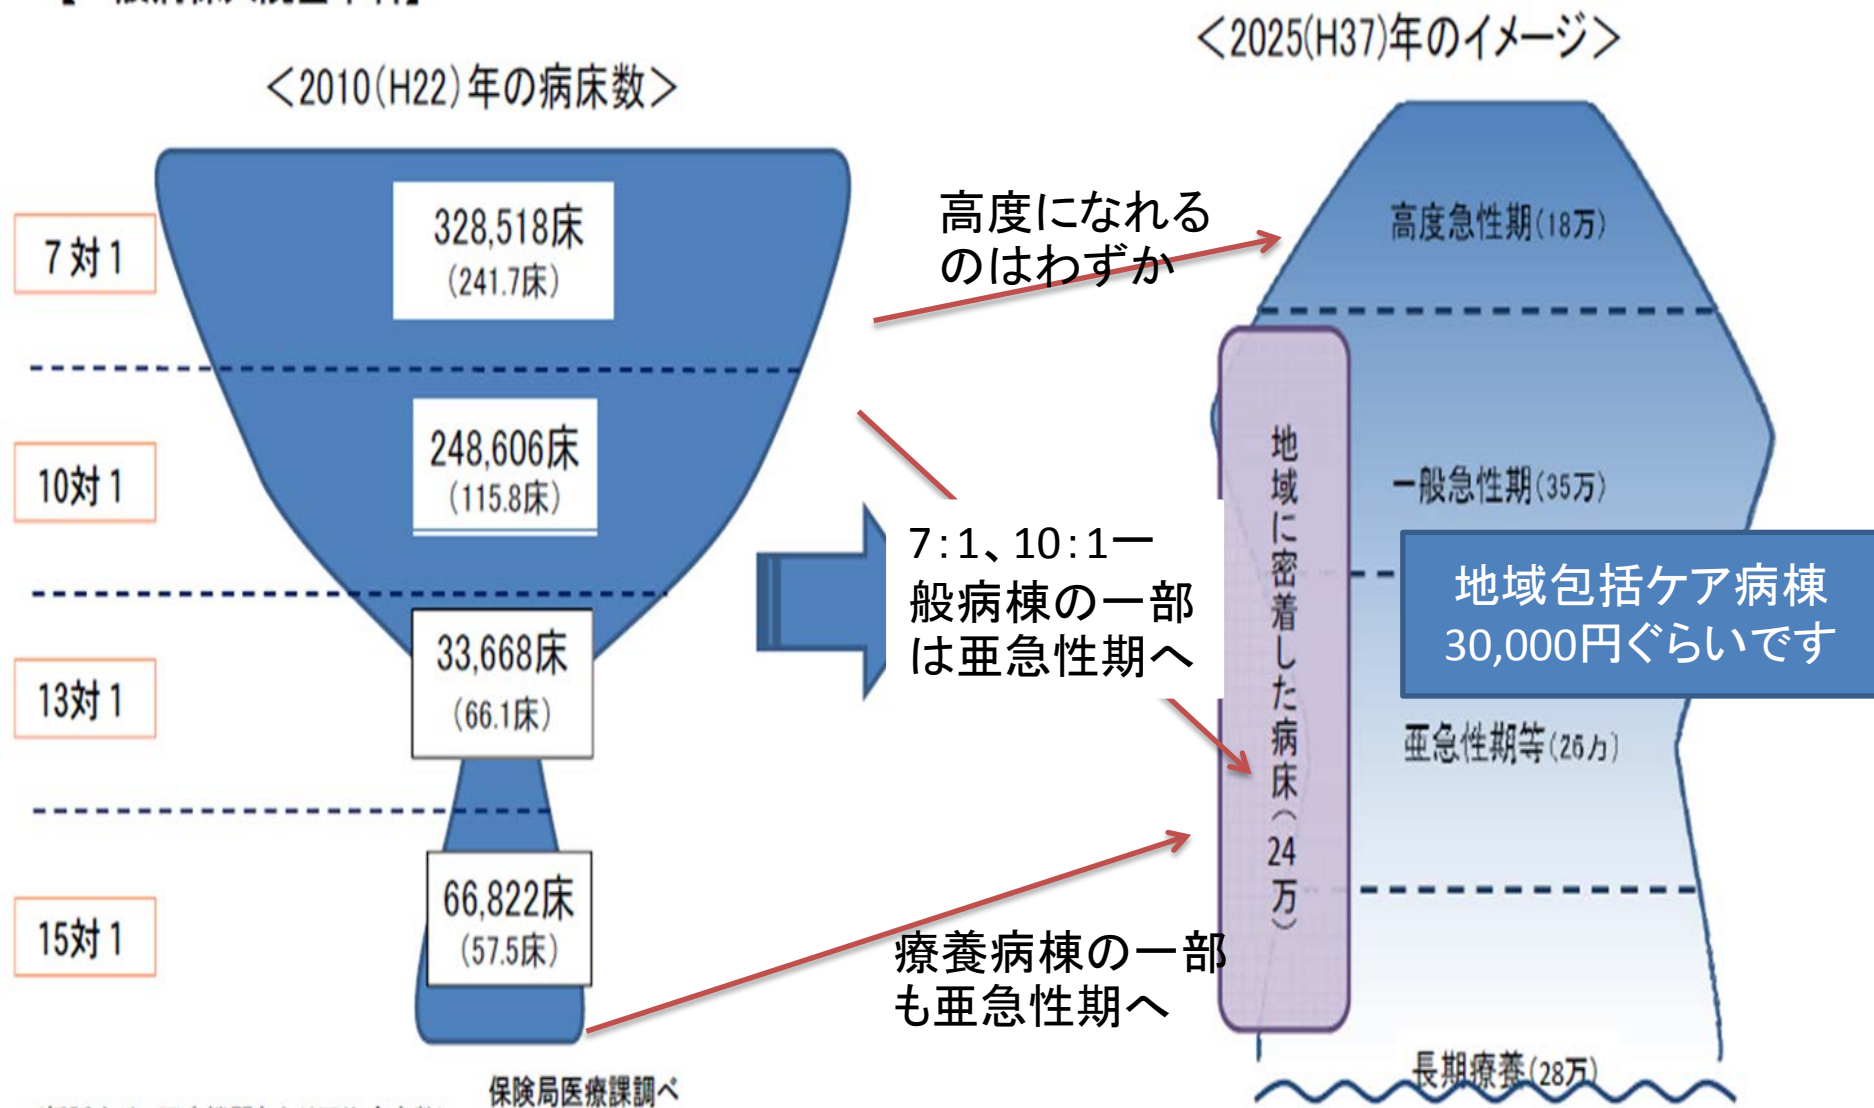 <2010(H22)年の病床数>
<2025(H37)年のイメージ>
7対1
328,518床
(241.7床)
10対1
248,606床
(115.8床)
13対1
33,668床
(66.1床)
15対1
66,822床
(57.5床)
保険局医療課調べ
高度になれる
のはわずか
7:1、10:1一
般病棟の一部
は亜急性期へ
療養病棟の一部
も亜急性期へ
高度急性期(18万)
一般急性期(35万)
地域に密着した病床(24万)
地域包括ケア病棟
30,000円ぐらいです
亜急性期等(26万)
長期療養(28万)